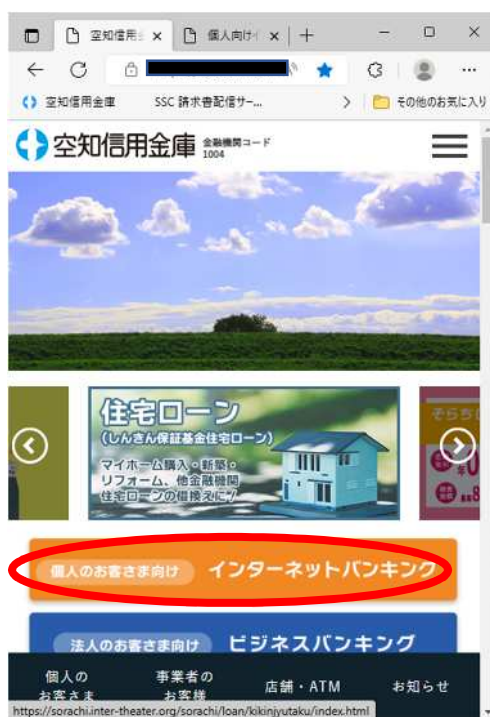 空知信用
個人向け
空知信用金庫
SSC 請求書配信サー...
その他のお気に入り
空知信用金庫
金融機関コード
1004
住宅ローン
(しんきん保証基金住宅ローン)
マイホーム購入・新築・
リフォーム、他金融機関
住宅ローンの借換えに!
そらち
個人のお客さま向け インターネットバンキング
法人のお客さま向け ビジネスバンキング
個人の
お客さま
事業者の
お客様
店舗・ATM
お知らせ
https://sorachi.inter-theater.org/sorachi/loan/kikinjyutaku/index.html